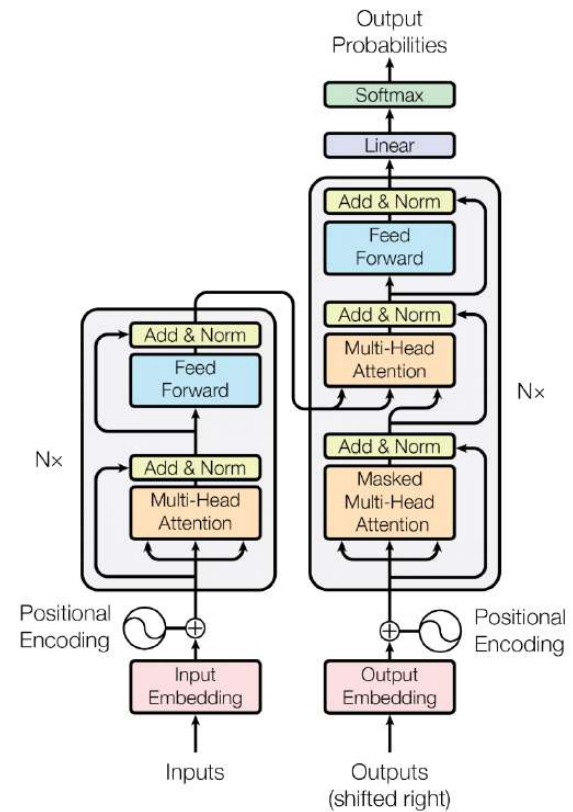 Output
Probabilities
Softmax
Linear
Add & Norm
Feed
Forward
Add & Norm
Multi-Head
Attention
Add & Norm
Masked
Multi-Head
Attention
Nx
Add & Norm
Feed
Forward
Add & Norm
Multi-Head
Attention
N×
Positional
Encoding
Positional
Encoding
Input
Embedding
Output
Embedding
Inputs
Outputs
(shifted right)